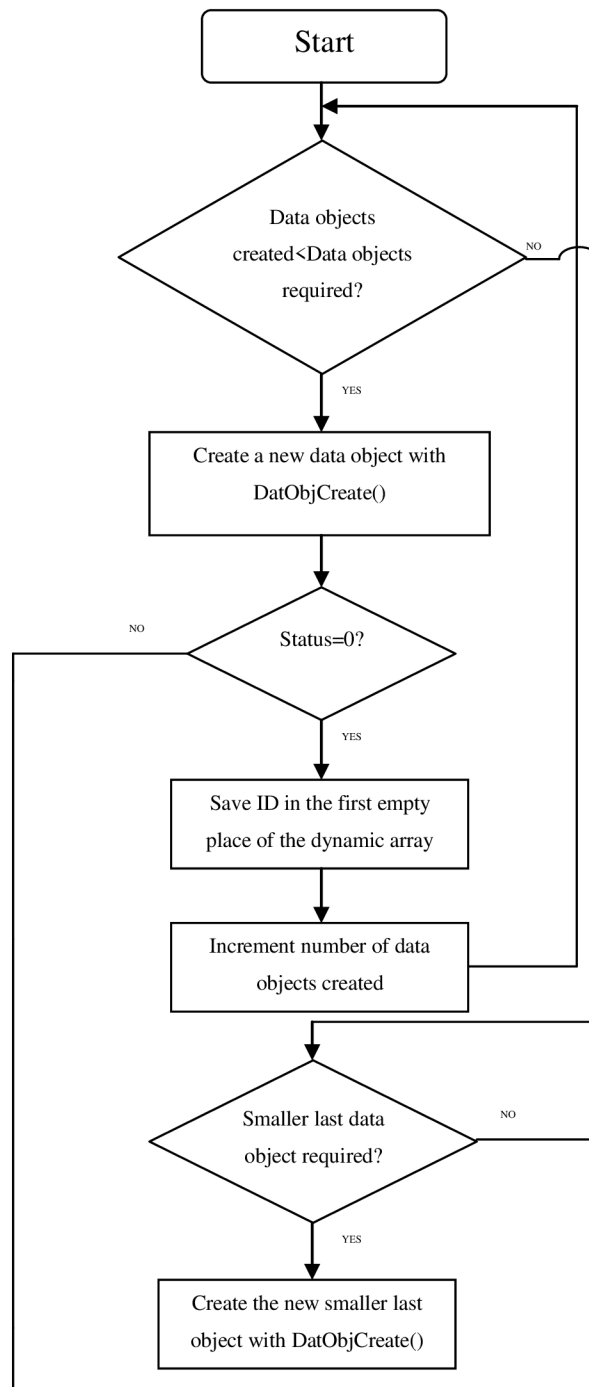 Start
Data objects
created<Data objects
required?
NO
YES
Create a new data object with
DatObjCreate()
NO
Status=0?
YES
Save ID in the first empty
place of the dynamic array
Increment number of data
objects created
Smaller last data
object required?
NO
YES
Create the new smaller last
object with DatObjCreate()